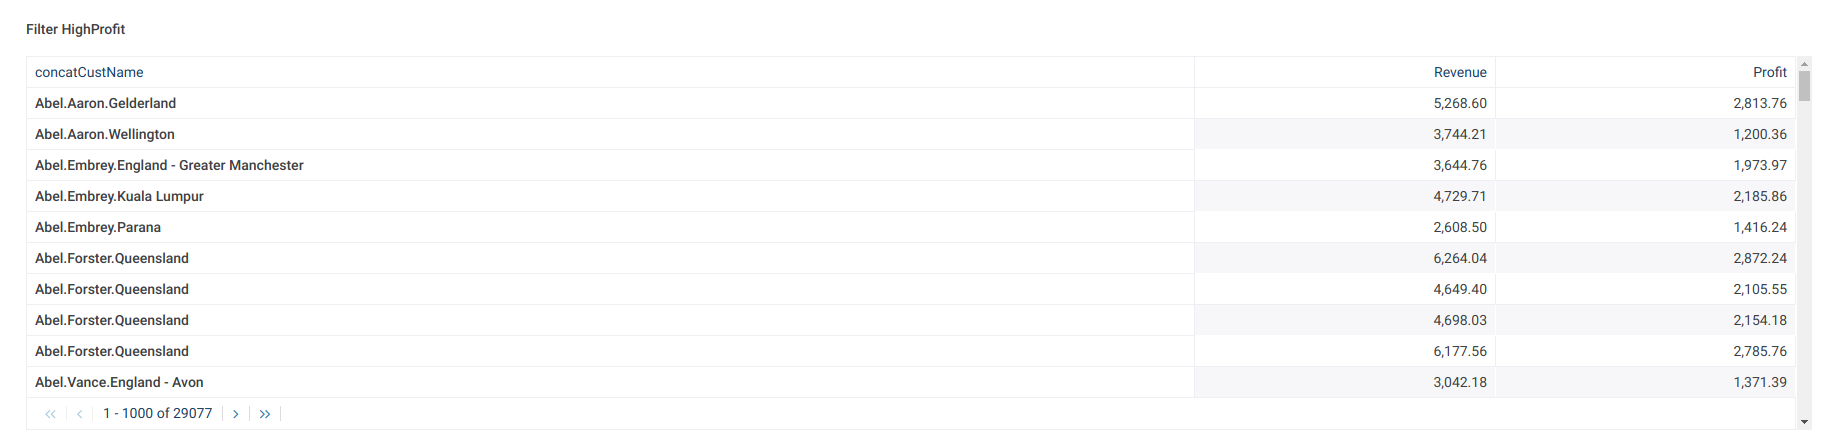 Filter HighProfit
concatCustName Revenue Profit
Abel.Aaron.Gelderland 5,268.60 2,813.76
Abel.Aaron.Wellington 3,744.21 1,200.36
Abel.Embrey.England - Greater Manchester 3,644.76 1,973.97
Abel.Embrey.Kuala Lumpur 4,729.71 2,185.86
Abel.Embrey.Parana 2,608.50 1,416.24
Abel.Forster.Queensland 6,264.04 2,872.24
Abel.Forster.Queensland 4,649.40 2,105.55
Abel.Forster.Queensland 4,698.03 2,154.18
Abel.Forster.Queensland 6,177.56 2,785.76
Abel.Vance.England - Avon 3,042.18 1,371.39
1 - 1000 of 29077